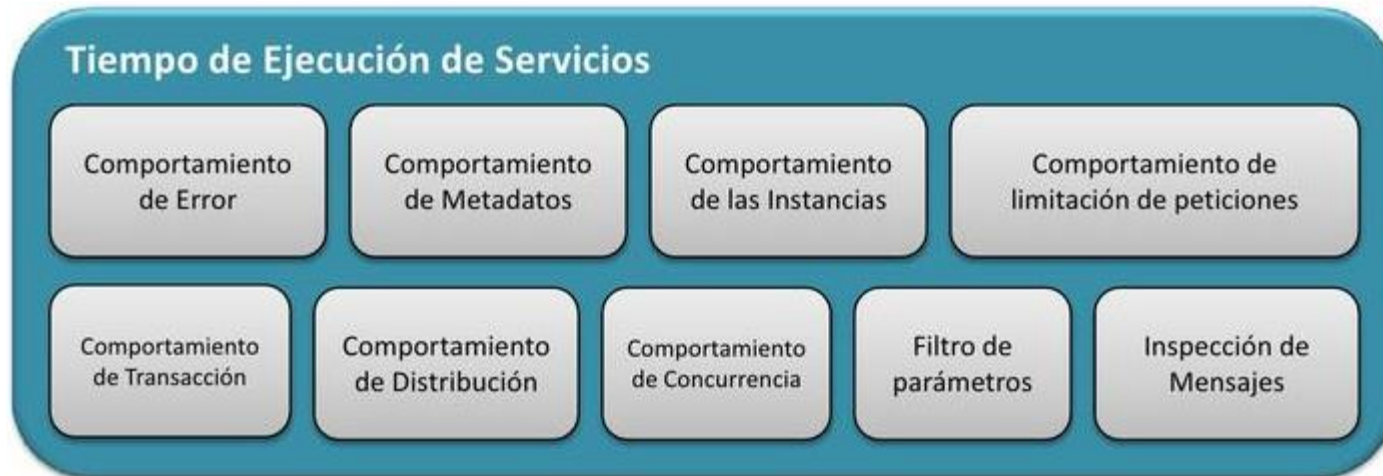 Tiempo de Ejecución de Servicios
Comportamiento
de Error
Comportamiento
de Metadatos
Comportamiento
de las Instancias
Comportamiento de
limitación de peticiones
Comportamiento
de Transacción
Comportamiento
de Distribución
Comportamiento
de Concurrencia
Filtro de
parámetros
Inspección de
Mensajes